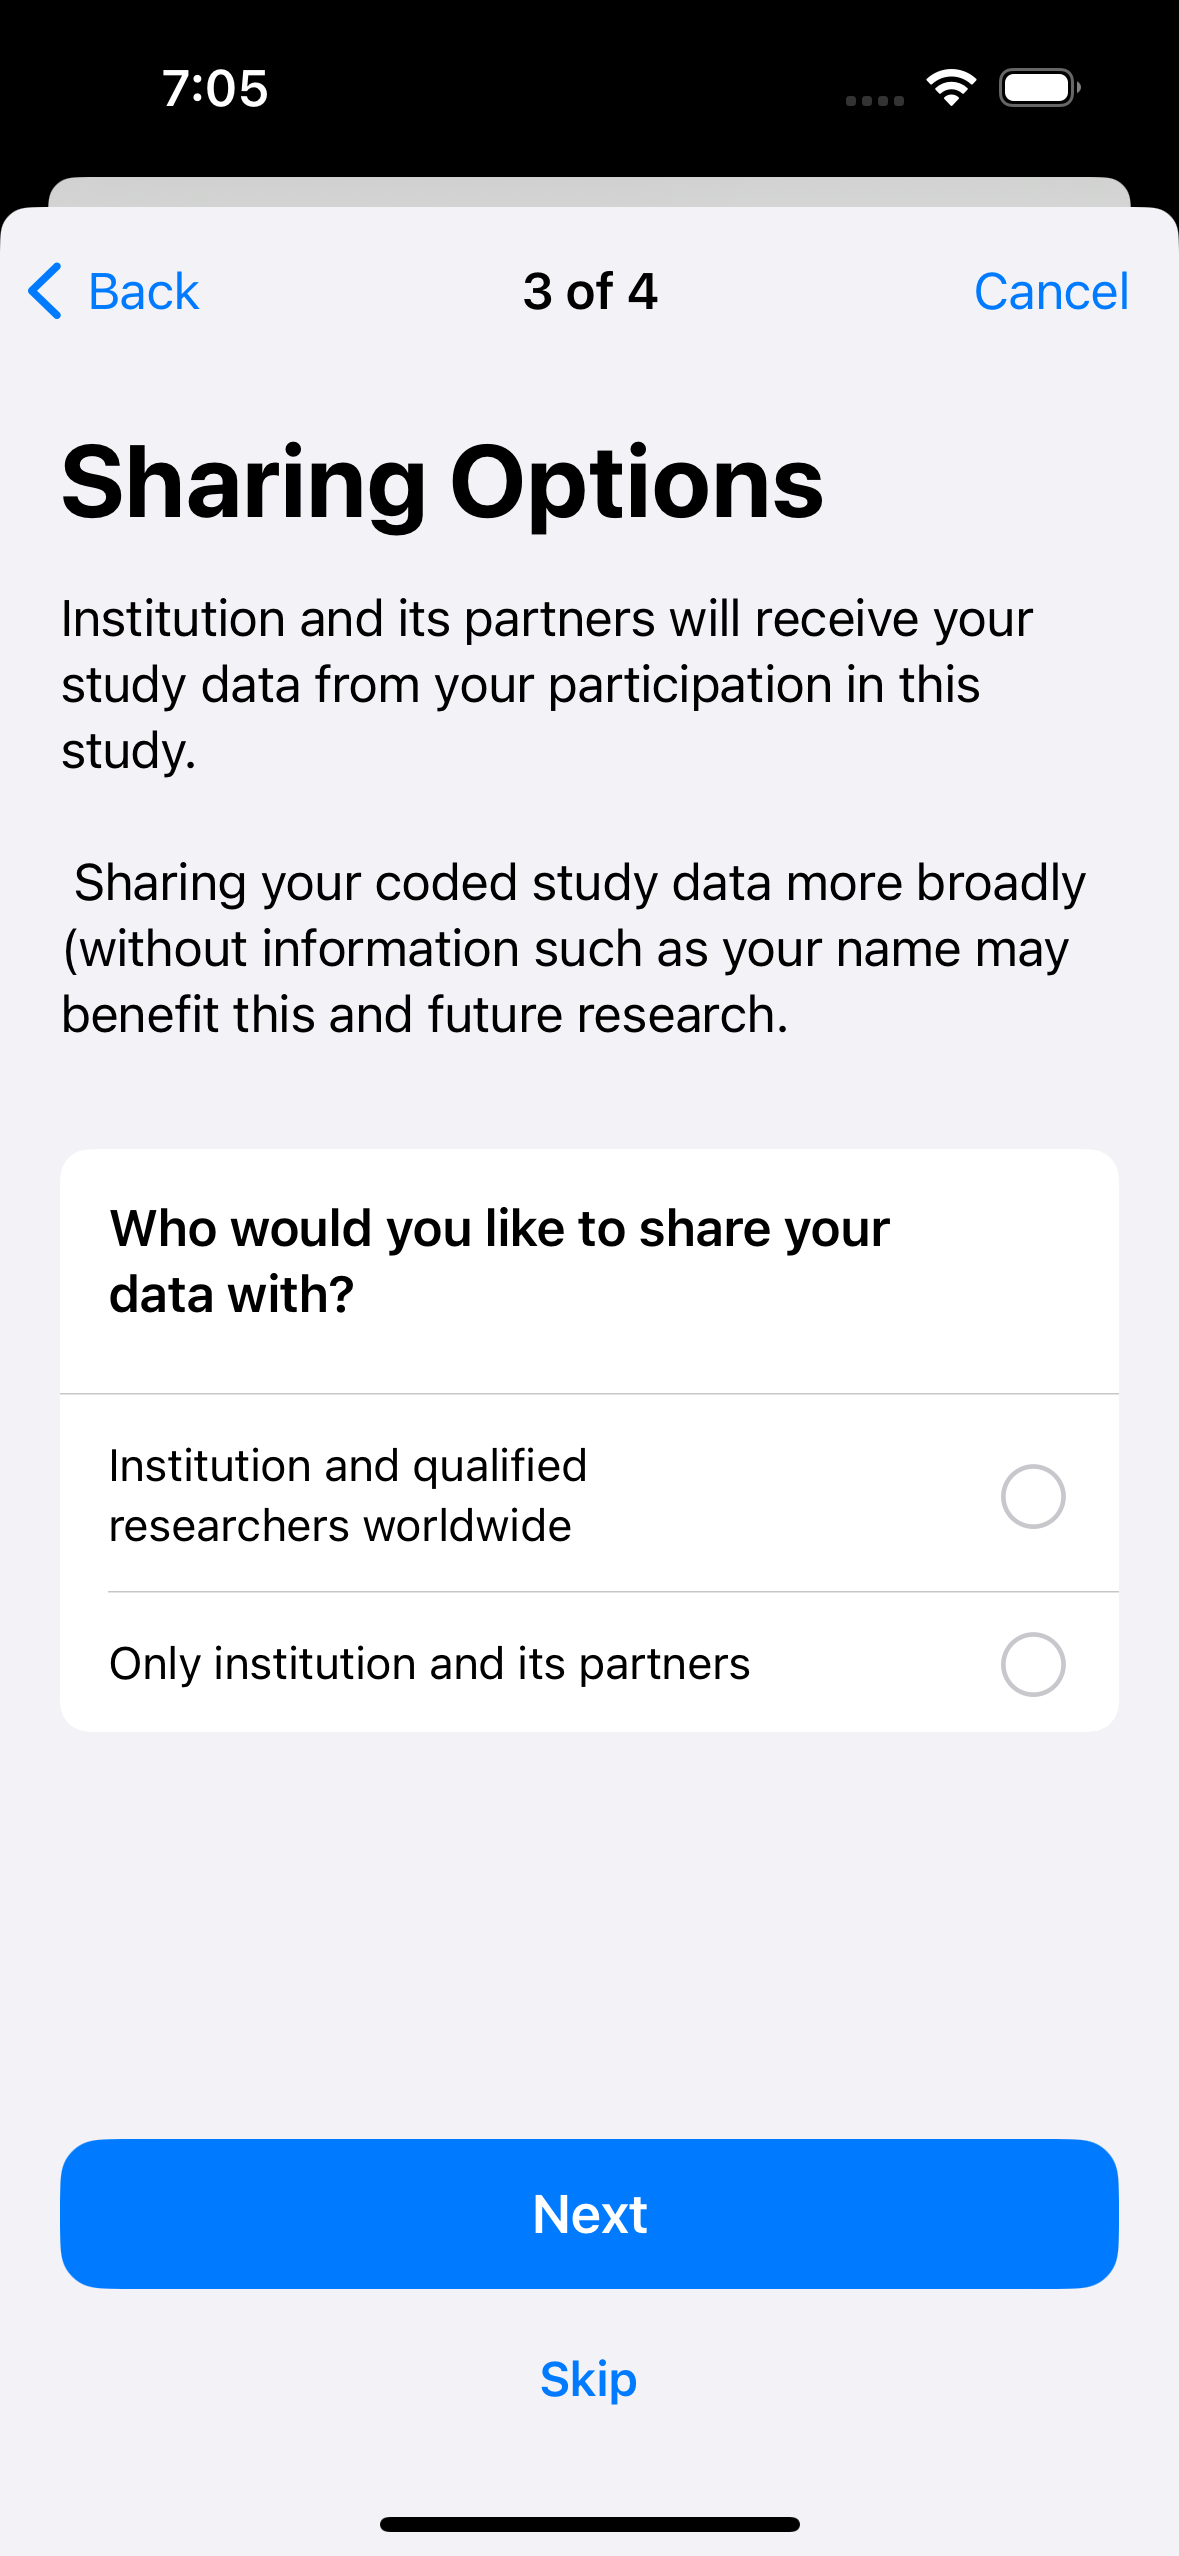 7:05
Back
3 of 4
Cancel
Sharing Options
Institution and its partners will receive your
study data from your participation in this
study.
Sharing your coded study data more broadly
(without information such as your name may
benefit this and future research.
Who would you like to share your
data with?
Institution and qualified
researchers worldwide
Only institution and its partners
Next
Skip